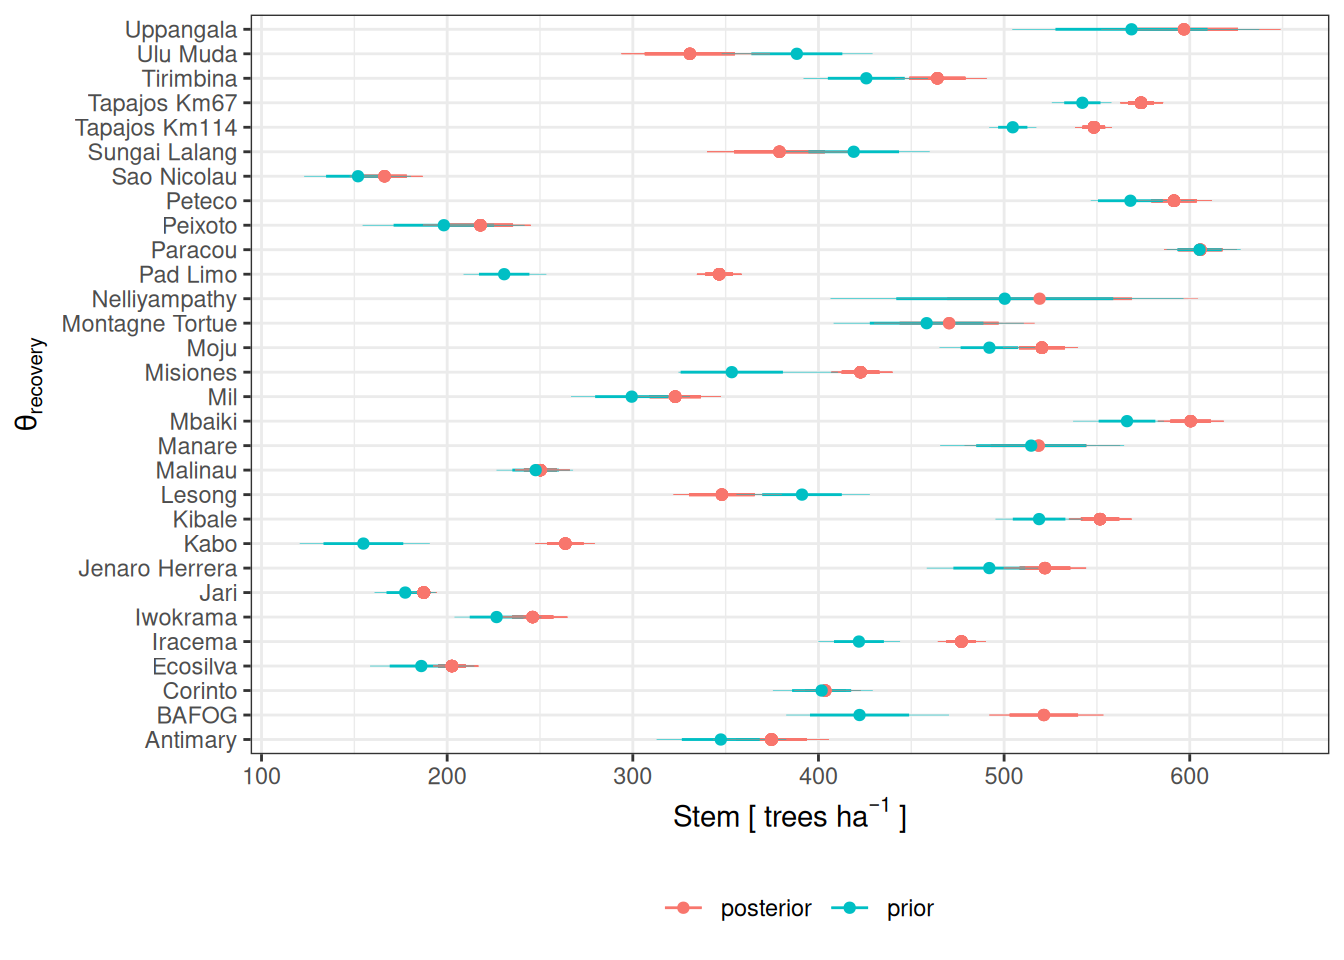 Uppangala
Ulu Muda
Tirimbina
Tapajos Km67
Tapajos Km114
Sungai Lalang
Sao Nicolau
Peteco
Peixoto
Paracou
Pad Limo
Nelliyampathy
Montagne Tortue
Moju
Misiones
Mil
Mbaiki
Manare
Malinau
Lesong
Kibale
Kabo
Jenaro Herrera
Jari
Iwokrama
Iracema
Ecosilva
Corinto
BAFOG
Antimary
θrecovery
100 200 300 400 500 600
Stem [ trees ha⁻¹ ]
posterior prior